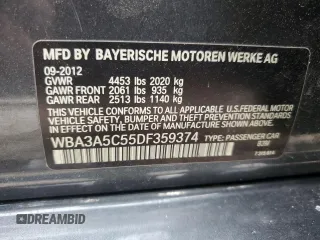 MFD BY BAYERISCHE MOTOREN WERKE AG
09-2012
GVWR 4453 lbs 2020 kg
GAWR FRONT 2061 lbs 935 kg
GAWR REAR 2513 lbs 1140 kg
THIS VEHICLE CONFORMS TO ALL APPLICABLE U.S. FEDERAL MOTOR
VEHICLE SAFETY, BUMPER, AND THEFT PREVENTION STANDARDS IN
EFFECT ON THE DATE OF MANUFACTURE SHOWN ABOVE.
WBA3A5C55DF359374 TYPE: PASSENGER CAR
DREAMBID